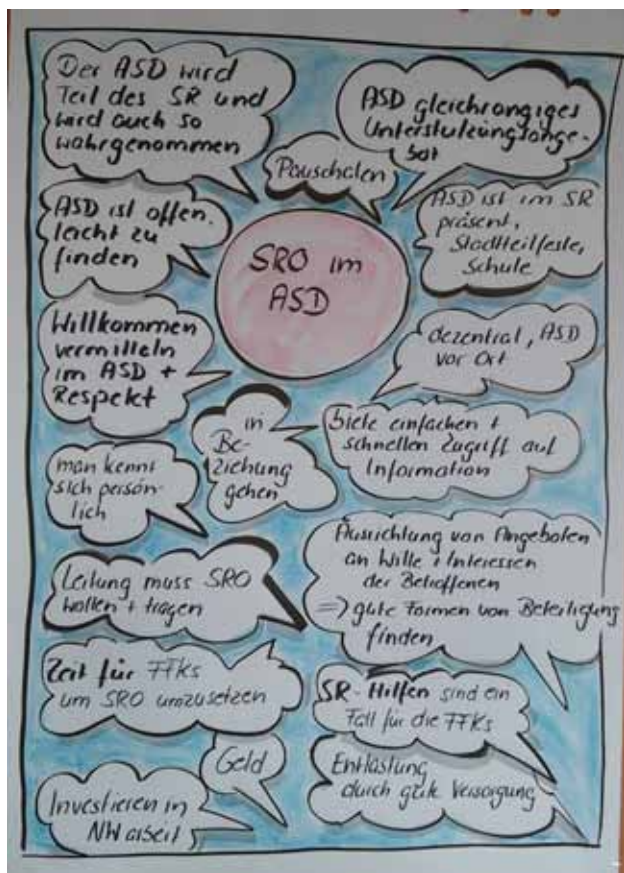 Der ASD wird
Teil des SR und
wird auch so
wahrgenommen
ASD gleichrangiges
Unterstützungsange-
bot
Pauschalen
ASD ist offen,
leicht zu
finden
SRO im
ASD
ASD ist im SR
präsent,
Stadtteilfeste,
Schule
Willkommen
vermitteln
im ASD +
Respekt
dezentral, ASD
vor Ort
in
Be-
ziehung
gehen
biete einfachen +
schnellen Zugriff auf
Information
man kennt
sich persön-
lich
Ausrichtung von Angeboten
an Wille + Interessen
der Betroffenen
=> gute Formen von Beteiligung
finden
Leitung muss SRO
wollen + tragen
Zeit für FFKs
um SRO umzusetzen
SR-Hilfen sind ein
Fall für die FFKs
Geld
Entlastung
durch gute Versorgung
Investieren in
NWarbeit